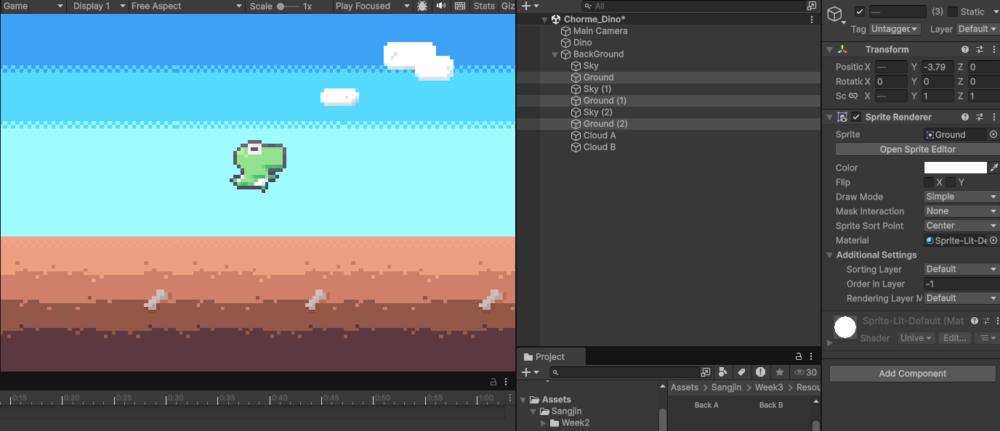 Game Display 1 Free Aspect Scale 1x Play Focused Stats Giz
0:15 0:20 0:25 0:30 0:35 0:40 0:45 0:50 0:55 1:00
All
Chorme_Dino*
Main Camera
Dino
BackGround
Sky
Ground
Sky (1)
Ground (1)
Sky (2)
Ground (2)
Cloud A
Cloud B
Project
30
Assets
Sangjin
Week2
Assets > Sangjin > Week3 > Resou
Back A Back B
— (3) Static
Tag Untagged Layer Default
Transform
Positic X — Y -3.79 Z 0
Rotatic X 0 Y 0 Z 0
Sc X — Y 1 Z 1
Sprite Renderer
Sprite Ground
Open Sprite Editor
Color
Flip X Y
Draw Mode Simple
Mask Interaction None
Sprite Sort Point Center
Material Sprite-Lit-De
Additional Settings
Sorting Layer Default
Order in Layer -1
Rendering Layer M Default
Sprite-Lit-Default (Mat
Shader Unive Edit...
Add Component